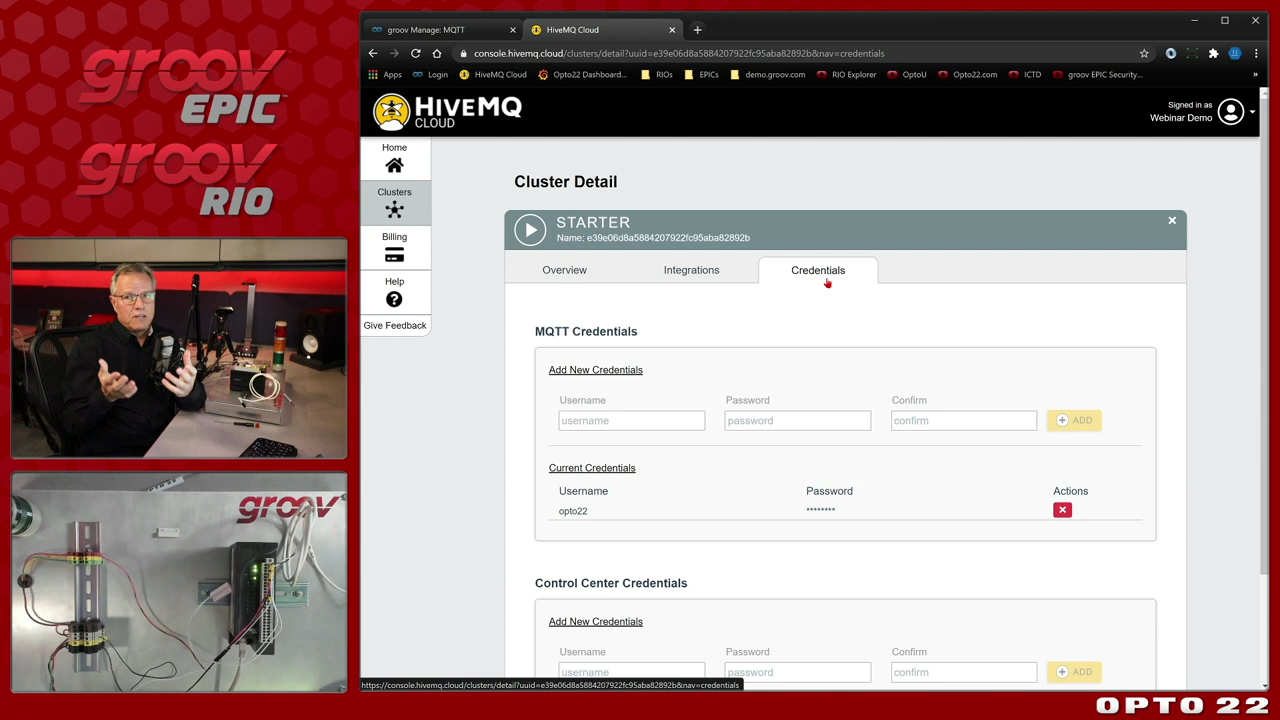 groov
EPIC™
groov
RIO
groov
groov Manage: MQTT
HiveMQ Cloud
console.hivemq.cloud/clusters/detail?uuid=e39e06d8a5884207922fc95aba82892b&nav=credentials
Apps
Login
HiveMQ Cloud
Opto22 Dashboard...
RIOs
EPICs
demo.groov.com
RIO Explorer
OptoU
Opto22.com
ICTD
groov EPIC Security...
»
HIVEMQ
CLOUD
Signed in as
Webinar Demo
Home
Clusters
Billing
Help
Give Feedback
Cluster Detail
STARTER
Name: e39e06d8a5884207922fc95aba82892b
Overview
Integrations
Credentials
MQTT Credentials
Add New Credentials
Username Password Confirm
username password confirm ADD
Current Credentials
Username Password Actions
opto22 ********
Control Center Credentials
Add New Credentials
Username Password Confirm
username password confirm ADD
https://console.hivemq.cloud/clusters/detail?uuid=e39e06d8a5884207922fc95aba82892b&nav=credentials
OPTO 22